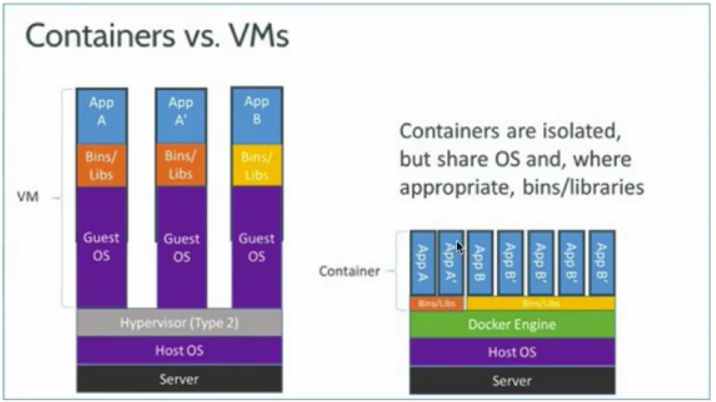 Containers vs. VMs
App
A
App
A'
App
B
Bins/
Libs
Bins/
Libs
Bins/
Libs
VM
Guest
OS
Guest
OS
Guest
OS
Hypervisor (Type 2)
Host OS
Server
Containers are isolated,
but share OS and, where
appropriate, bins/libraries
Container
App A
App A'
App B
App B'
App B'
App B'
App B'
Bins/Libs
Bins/Libs
Docker Engine
Host OS
Server